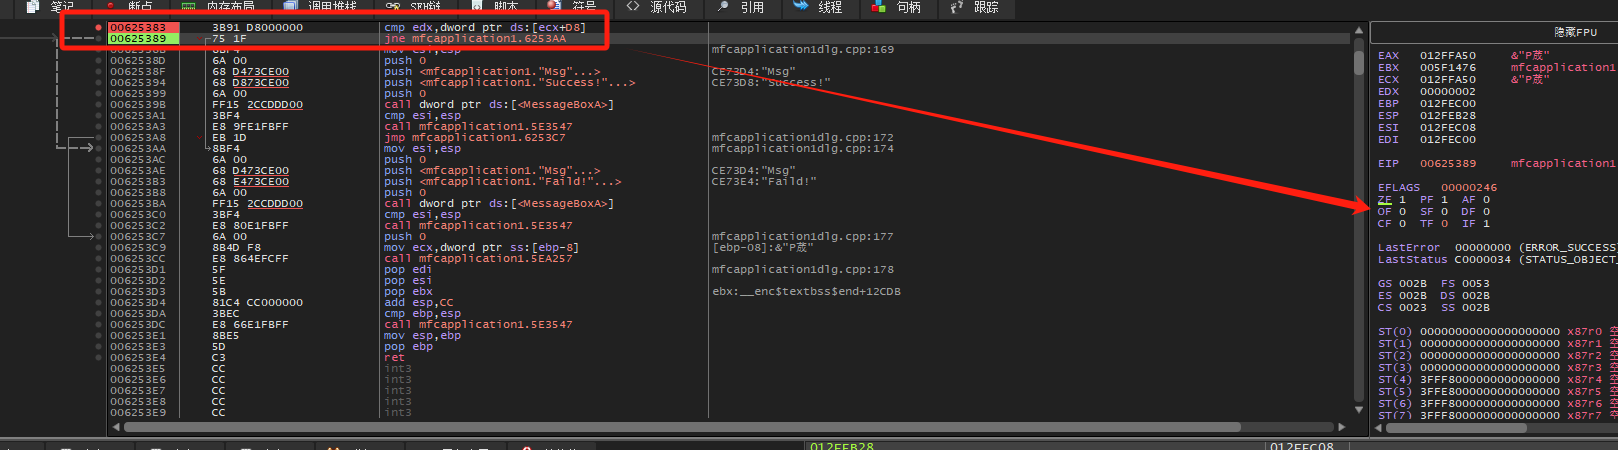 笔记 断点 内存布局 调用堆栈 SEH链 脚本 符号 <> 源代码 引用 线程 句柄 跟踪
00625383 3B91 D8000000 cmp edx,dword ptr ds:[ecx+D8]
00625389 75 1F jne mfcapplication1.6253AA
0062538B 8BF4 mov esi,esp mfcapplication1dlg.cpp:169
0062538D 6A 00 push 0
0062538F 68 D473CE00 push <mfcapplication1."Msg"...> CE73D4:"Msg"
00625394 68 D873CE00 push <mfcapplication1."Success!"...> CE73D8:"Success!"
00625399 6A 00 push 0
0062539B FF15 2CCDDD00 call dword ptr ds:[<MessageBoxA>]
006253A1 3BF4 cmp esi,esp
006253A3 E8 9FE1FBFF call mfcapplication1.5E3547
006253A8 EB 1D jmp mfcapplication1.6253C7 mfcapplication1dlg.cpp:172
006253AA 8BF4 mov esi,esp mfcapplication1dlg.cpp:174
006253AC 6A 00 push 0
006253AE 68 D473CE00 push <mfcapplication1."Msg"...> CE73D4:"Msg"
006253B3 68 E473CE00 push <mfcapplication1."Faild!"...> CE73E4:"Faild!"
006253B8 6A 00 push 0
006253BA FF15 2CCDDD00 call dword ptr ds:[<MessageBoxA>]
006253C0 3BF4 cmp esi,esp
006253C2 E8 80E1FBFF call mfcapplication1.5E3547
006253C7 6A 00 push 0 mfcapplication1dlg.cpp:177
006253C9 8B4D F8 mov ecx,dword ptr ss:[ebp-8] [ebp-08]:&"P荿"
006253CC E8 864EFCFF call mfcapplication1.5EA257
006253D1 5F pop edi mfcapplication1dlg.cpp:178
006253D2 5E pop esi
006253D3 5B pop ebx ebx:__enc$textbss$end+12CDB
006253D4 81C4 CC000000 add esp,CC
006253DA 3BEC cmp ebp,esp
006253DC E8 66E1FBFF call mfcapplication1.5E3547
006253E1 8BE5 mov esp,ebp
006253E3 5D pop ebp
006253E4 C3 ret
006253E5 CC int3
006253E6 CC int3
006253E7 CC int3
006253E8 CC int3
006253E9 CC int3
隐藏FPU
EAX 012FFA50 &"P荿"
EBX 005F1476 mfcapplication1
ECX 012FFA50 &"P荿"
EDX 00000002
EBP 012FEC00
ESP 012FEB28
ESI 012FEC08
EDI 012FEC00
EIP 00625389 mfcapplication1
EFLAGS 00000246
ZF 1 PF 1 AF 0
OF 0 SF 0 DF 0
CF 0 TF 0 IF 1
LastError 00000000 (ERROR_SUCCESS
LastStatus C0000034 (STATUS_OBJECT_
GS 002B FS 0053
ES 002B DS 002B
CS 0023 SS 002B
ST(0) 00000000000000000000 x87r0 空
ST(1) 00000000000000000000 x87r1 空
ST(2) 00000000000000000000 x87r2 空
ST(3) 00000000000000000000 x87r3 空
ST(4) 3FFF8000000000000000 x87r4 空
ST(5) 3FFE8000000000000000 x87r5 空
ST(6) 3FFF8000000000000000 x87r6 空
ST(7) 3FFF8000000000000000 x87r7 空
012FEB28 012FEC08